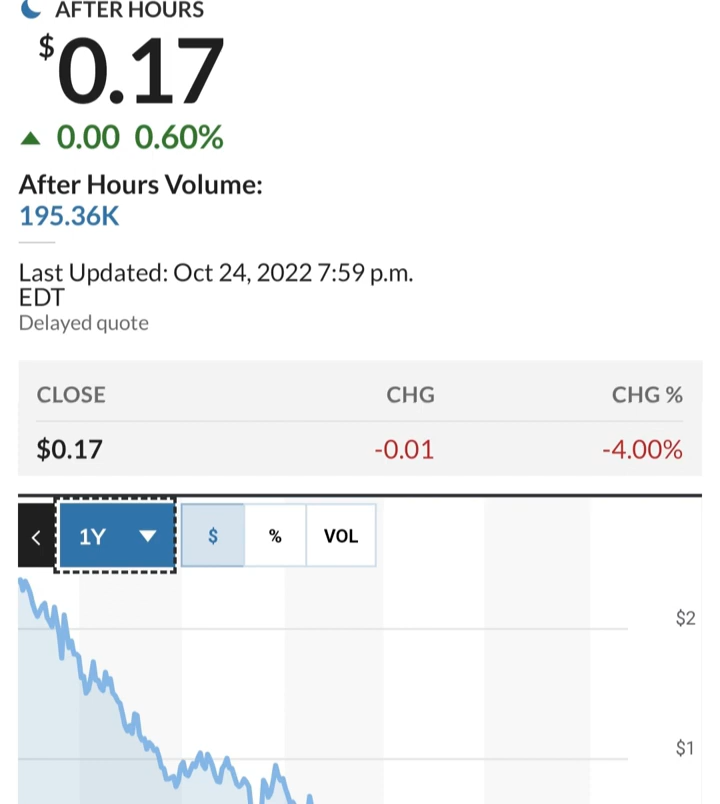 AFTER HOURS
$0.17
▲ 0.00 0.60%
After Hours Volume:
195.36K
Last Updated: Oct 24, 2022 7:59 p.m.
EDT
Delayed quote
CLOSE CHG CHG %
$0.17 -0.01 -4.00%
< 1Y ▼ $ % VOL
$2
$1